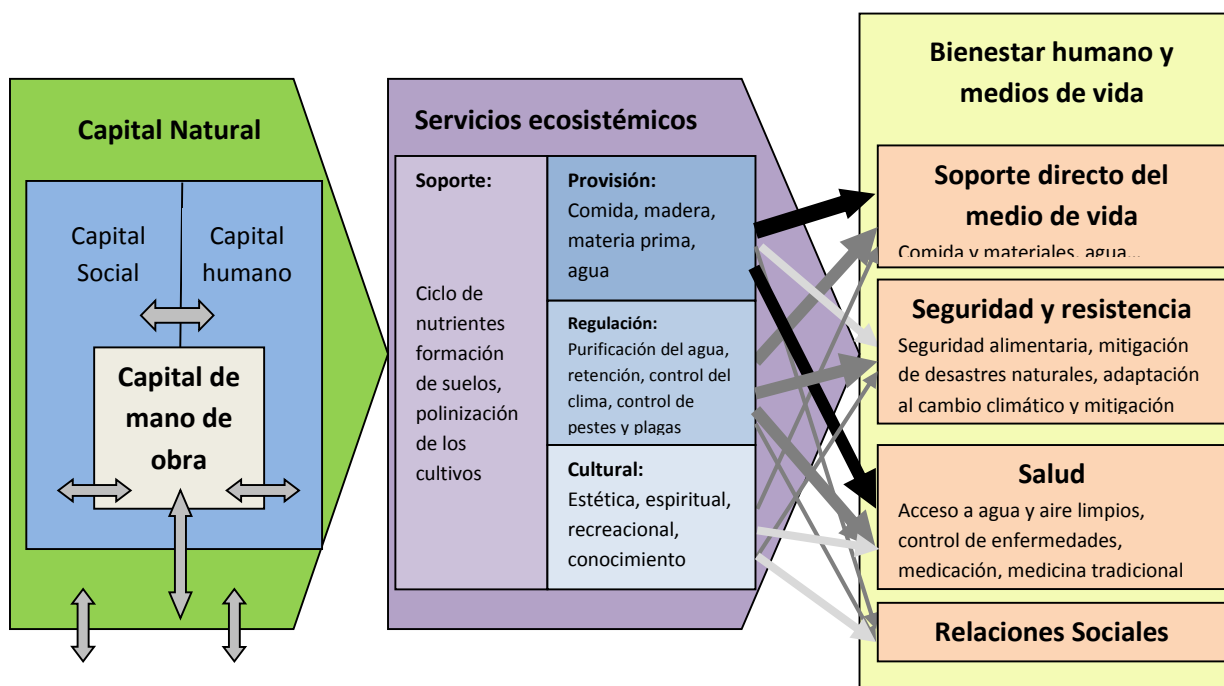 Capital Natural
Capital
Social
Capital
humano
Capital de
mano de
obra
Servicios ecosistémicos
Soporte:
Ciclo de
nutrientes
formación
de suelos,
polinización
de los
cultivos
Provisión:
Comida, madera,
materia prima,
agua
Regulación:
Purificación del agua,
retención, control del
clima, control de
pestes y plagas
Cultural:
Estética, espiritual,
recreacional,
conocimiento
Bienestar humano y
medios de vida
Soporte directo del
medio de vida
Comida y materiales, agua...
Seguridad y resistencia
Seguridad alimentaria, mitigación
de desastres naturales, adaptación
al cambio climático y mitigación
Salud
Acceso a agua y aire limpios,
control de enfermedades,
medicación, medicina tradicional
Relaciones Sociales